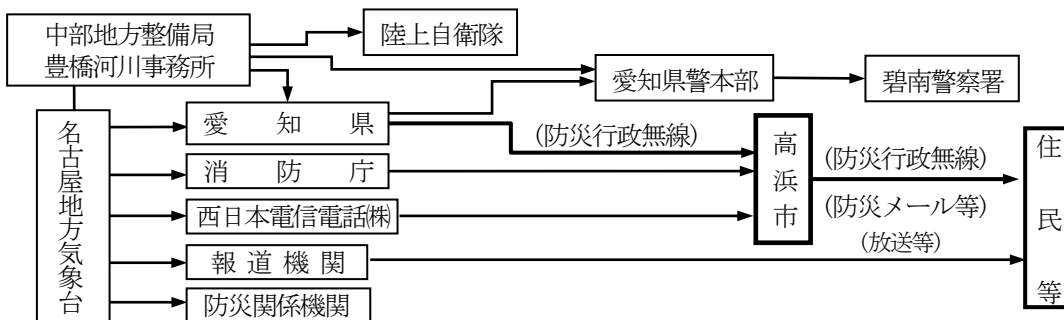 中部地方整備局
豊橋河川事務所
陸上自衛隊
愛知県警本部
碧南警察署
名古屋地方気象台
愛知県
(防災行政無線)
消防庁
西日本電信電話㈱
報道機関
防災関係機関
高浜市
(防災行政無線)
(防災メール等)
(放送等)
住民等